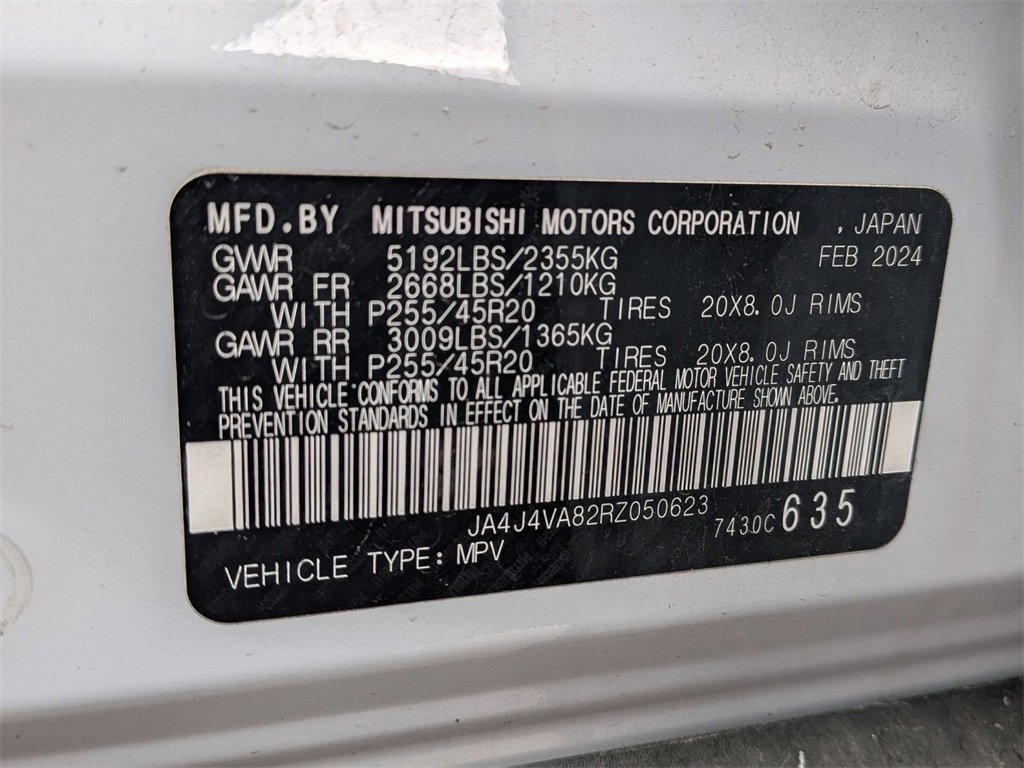 MFD.BY MITSUBISHI MOTORS CORPORATION , JAPAN
GVWR 5192LBS/2355KG FEB 2024
GAWR FR 2668LBS/1210KG
WITH P255/45R20 TIRES 20X8.0J RIMS
GAWR RR 3009LBS/1365KG
WITH P255/45R20 TIRES 20X8.0J RIMS
THIS VEHICLE CONFORMS TO ALL APPLICABLE FEDERAL MOTOR VEHICLE SAFETY AND THEFT
PREVENTION STANDARDS IN EFFECT ON THE DATE OF MANUFACTURE SHOWN ABOVE.
JA4J4VA82RZ050623 7430C 635
VEHICLE TYPE: MPV